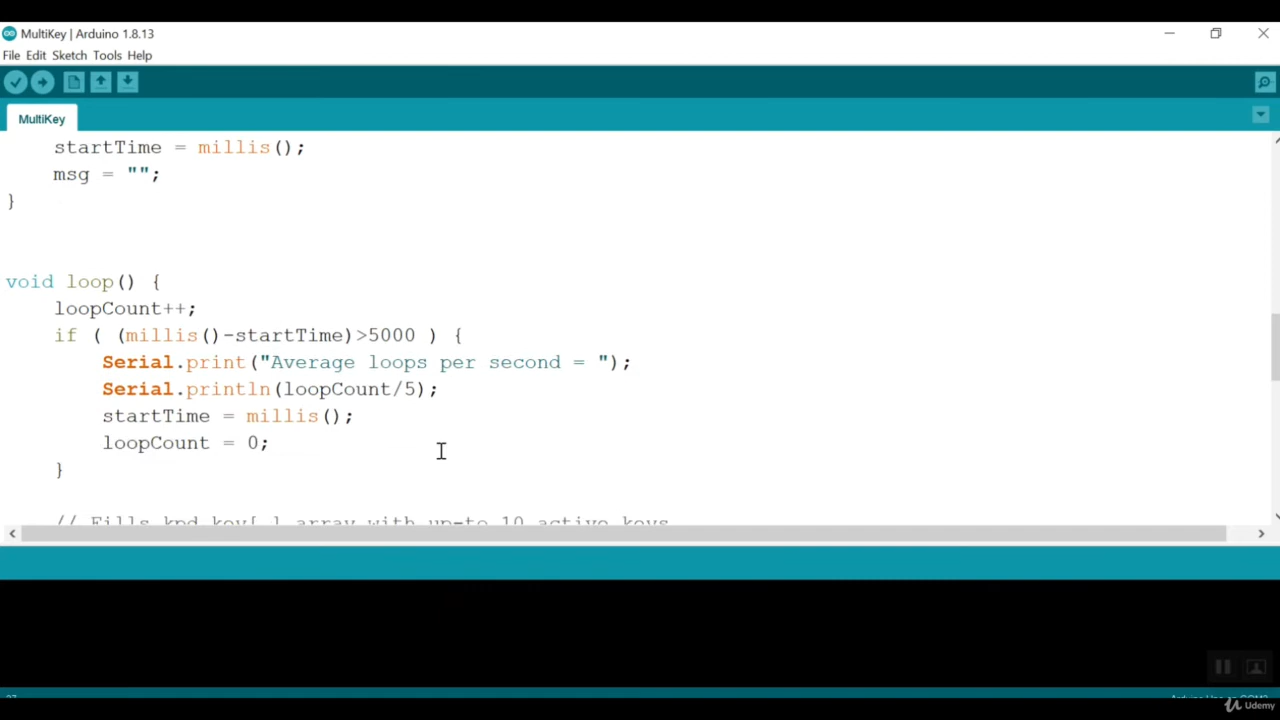 MultiKey | Arduino 1.8.13
File Edit Sketch Tools Help
MultiKey
startTime = millis();
msg = "";
}
void loop() {
loopCount++;
if ( (millis()-startTime)>5000 ) {
Serial.print("Average loops per second = ");
Serial.println(loopCount/5);
startTime = millis();
loopCount = 0;
}
// Fills kpd.key[ ] array with up-to 10 active keys
Udemy